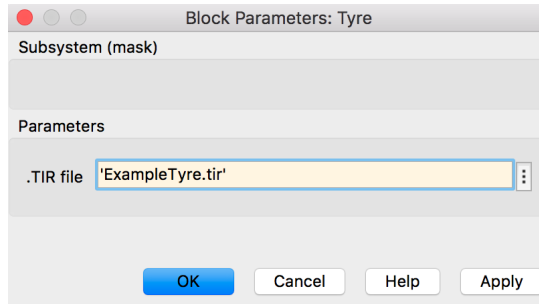 Block Parameters: Tyre
Subsystem (mask)
Parameters
.TIR file 'ExampleTyre.tir'
OK Cancel Help Apply